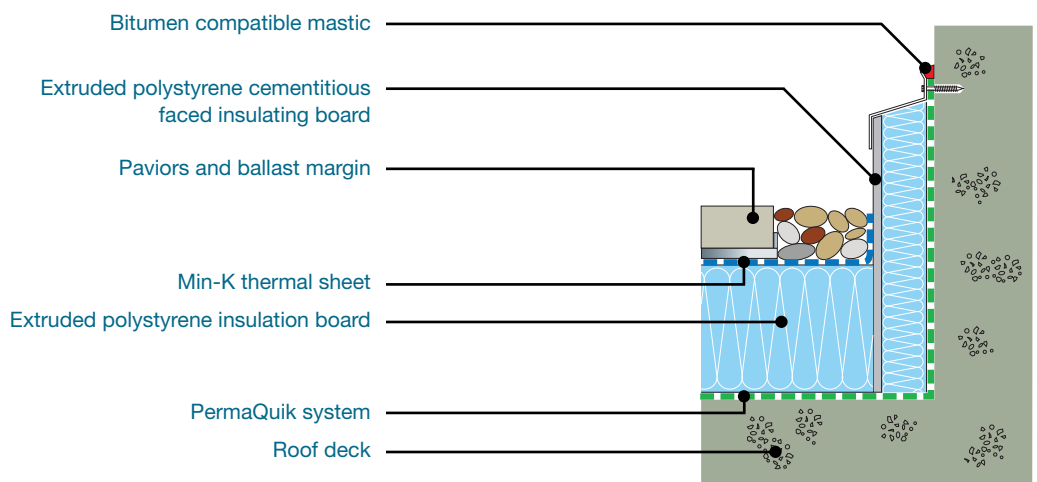 Bitumen compatible mastic
Extruded polystyrene cementitious
faced insulating board
Paviors and ballast margin
Min-K thermal sheet
Extruded polystyrene insulation board
PermaQuik system
Roof deck